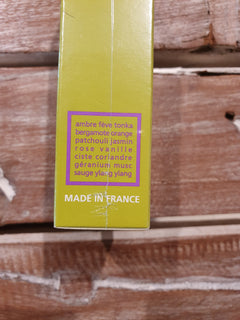 ambre fève tonka
bergamote orange
patchouli jasmin
rose vanille
ciste coriandre
géranium musc
sauge ylang ylang
MADE IN FRANCE